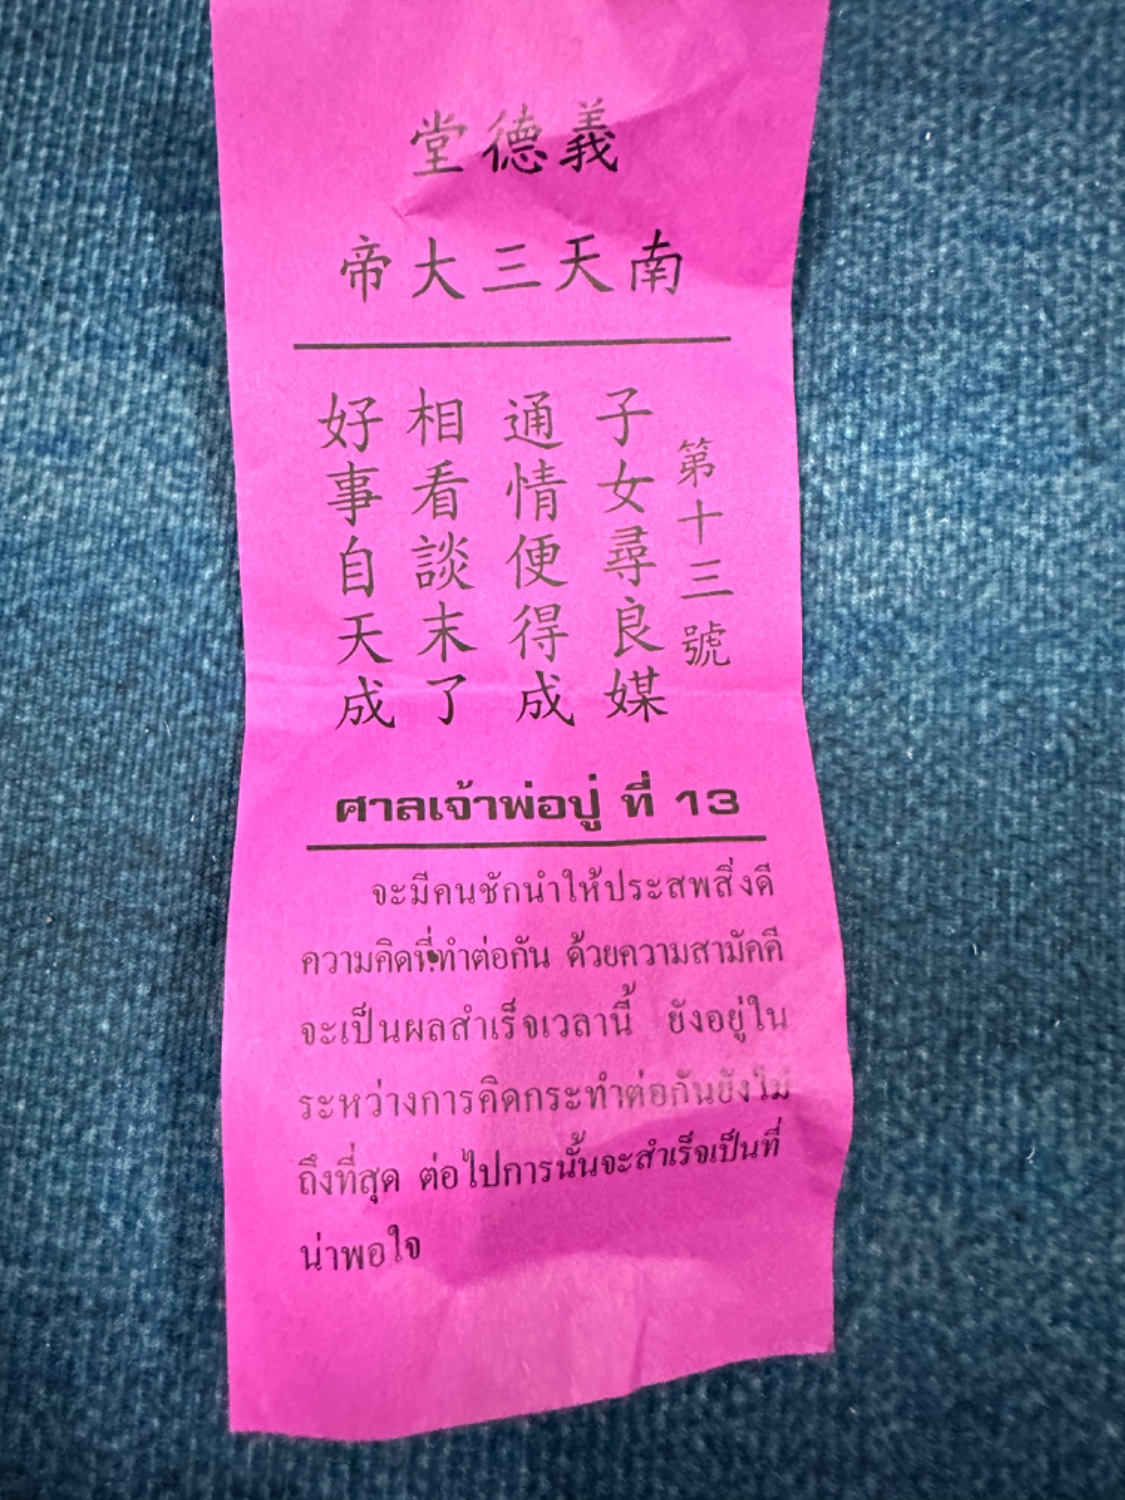 堂德義
帝大三天南
第十三號
子女尋良媒
通情便得成
相看談末了
好事自天成
ศาลเจ้าพ่อปู่ ที่ 13
จะมีคนชักนำให้ประสพสิ่งดี
ความคิดที่ทำต่อกัน ด้วยความสามัคคี
จะเป็นผลสำเร็จเวลานี้ ยังอยู่ใน
ระหว่างการคิดกระทำต่อกันยังไม่
ถึงที่สุด ต่อไปการนั้นจะสำเร็จเป็นที่
น่าพอใจ